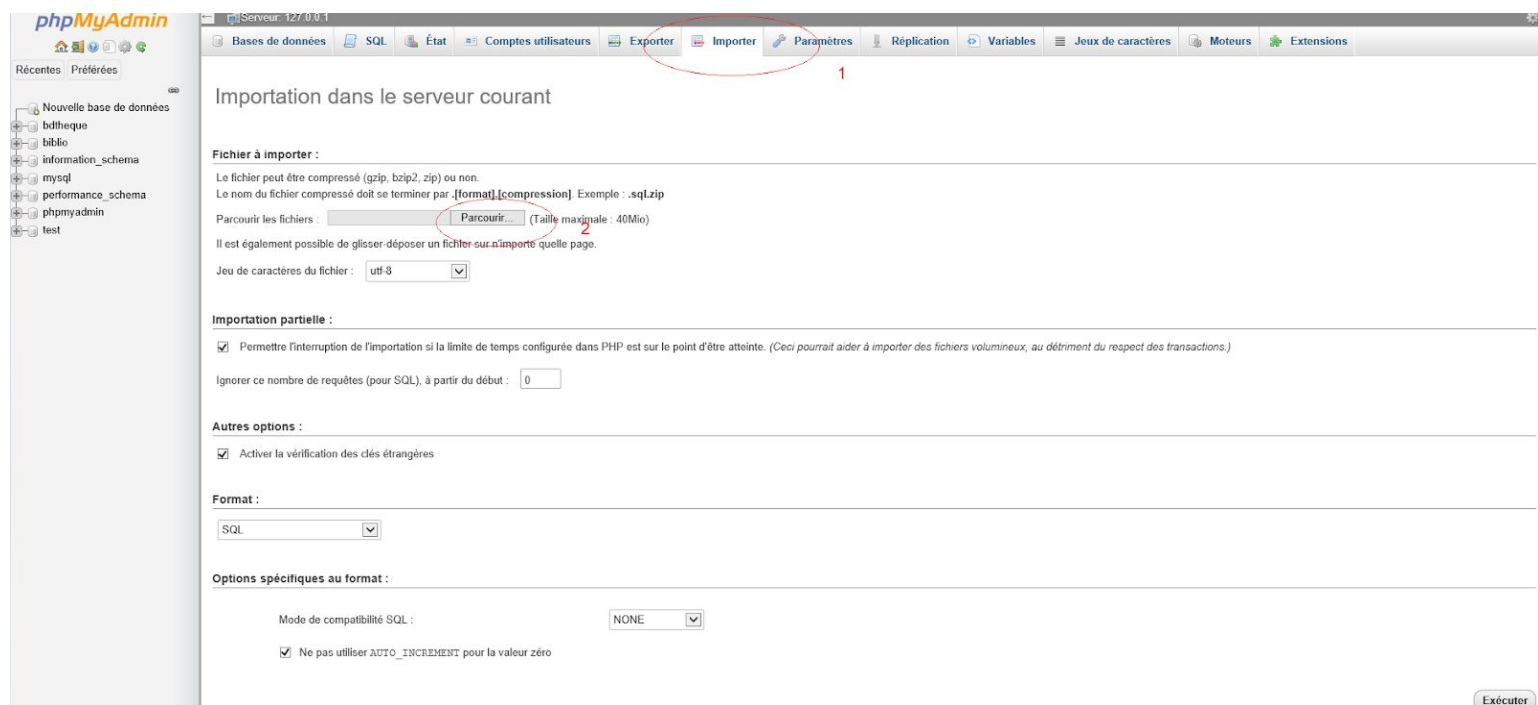 phpMyAdmin
Récentes Préférées
Nouvelle base de données
bdtheque
biblio
information_schema
mysql
performance_schema
phpmyadmin
test
Serveur: 127.0.0.1
Bases de données SQL État Comptes utilisateurs Exporter Importer Paramètres Réplication Variables Jeux de caractères Moteurs Extensions
1
Importation dans le serveur courant
Fichier à importer :
Le fichier peut être compressé (gzip, bzip2, zip) ou non.
Le nom du fichier compressé doit se terminer par .[format].[compression]. Exemple : .sql.zip
Parcourir les fichiers : Parcourir... (Taille maximale : 40Mio)
2
Il est également possible de glisser-déposer un fichier sur n'importe quelle page.
Jeu de caractères du fichier : utf-8
Importation partielle :
Permettre l'interruption de l'importation si la limite de temps configurée dans PHP est sur le point d'être atteinte. (Ceci pourrait aider à importer des fichiers volumineux, au détriment du respect des transactions.)
Ignorer ce nombre de requêtes (pour SQL), à partir du début : 0
Autres options :
Activer la vérification des clés étrangères
Format :
SQL
Options spécifiques au format :
Mode de compatibilité SQL : NONE
Ne pas utiliser AUTO_INCREMENT pour la valeur zéro
Exécuter